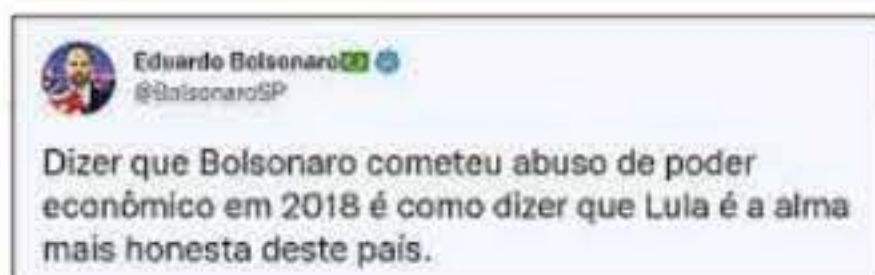 Eduardo Bolsonaro
@BolsonaroSP
Dizer que Bolsonaro cometeu abuso de poder
econômico em 2018 é como dizer que Lula é a alma
mais honesta deste país.